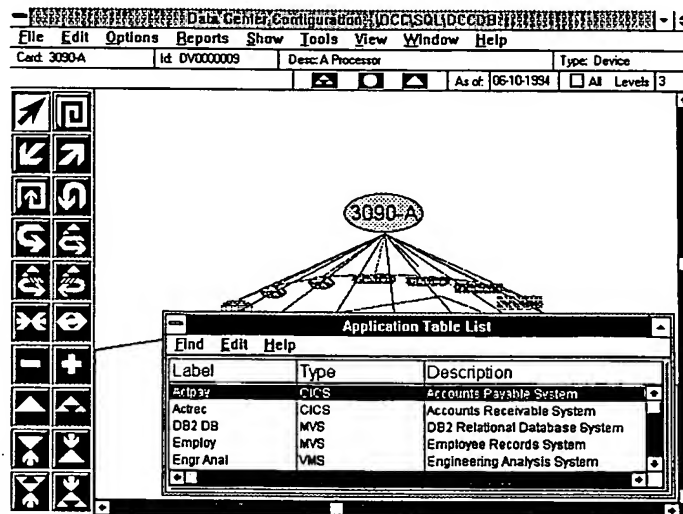 Data Center Configuration: (\DCC\SQL\DCCDB)
File Edit Options Reports Show Tools View Window Help
Card: 3090-A Id: DV0000009 Desc: A Processor Type: Device
As of: 06-10-1994 All Levels 3
3090-A
Application Table List
Find Edit Help
Label Type Description
Actpay CICS Accounts Payable System
Actrec CICS Accounts Receivable System
DB2 DB MVS DB2 Relational Database System
Employ MVS Employee Records System
Engr Anal VMS Engineering Analysis System